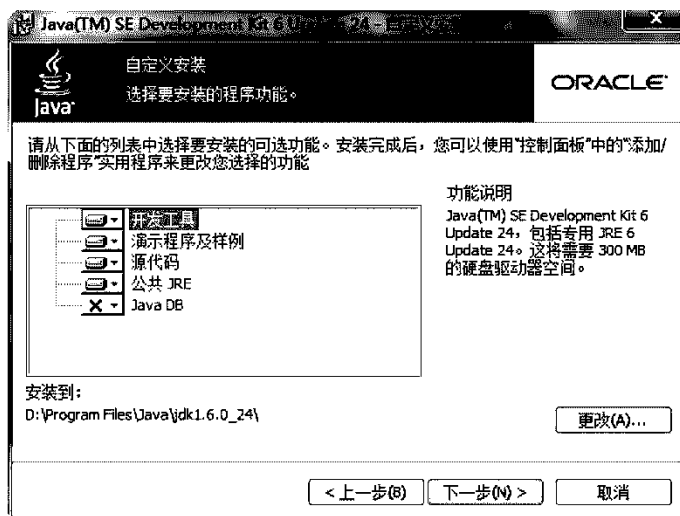 Java(TM) SE Development Kit 6 Update 24 - 自定义安装
自定义安装
选择要安装的程序功能。
Java
ORACLE
请从下面的列表中选择要安装的可选功能。安装完成后，您可以使用“控制面板”中的“添加/
删除程序”实用程序来更改您选择的功能
开发工具
演示程序及样例
源代码
公共 JRE
Java DB
功能说明
Java(TM) SE Development Kit 6
Update 24，包括专用 JRE 6
Update 24。这将需要 300 MB
的硬盘驱动器空间。
安装到：
D:\Program Files\Java\jdk1.6.0_24\
更改(A)...
< 上一步(B)
下一步(N) >
取消